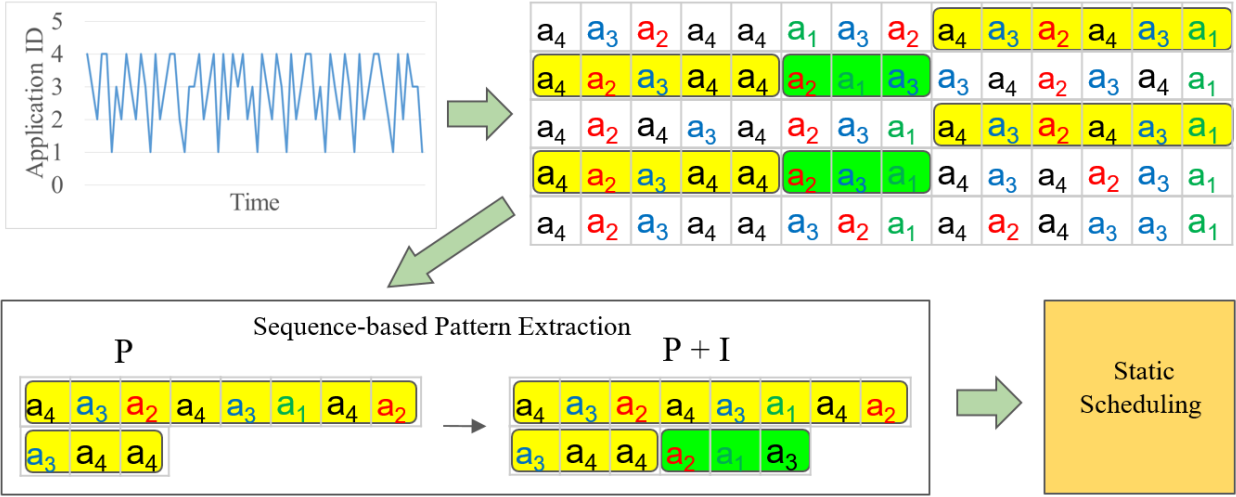 5
4
3
2
1
0
Application ID
Time
a4 a3 a2 a4 a4 a1 a3 a2 a4 a3 a2 a4 a3 a1
a4 a2 a3 a4 a4 a2 a1 a3 a3 a4 a2 a3 a4 a1
a4 a2 a4 a3 a4 a2 a3 a1 a4 a3 a2 a4 a3 a1
a4 a2 a3 a4 a4 a2 a3 a1 a4 a3 a4 a2 a3 a1
a4 a2 a3 a4 a4 a3 a2 a1 a4 a2 a4 a3 a3 a1
Sequence-based Pattern Extraction
P
a4 a3 a2 a4 a3 a1 a4 a2
a3 a4 a4
P + I
a4 a3 a2 a4 a3 a1 a4 a2
a3 a4 a4 a2 a1 a3
Static
Scheduling